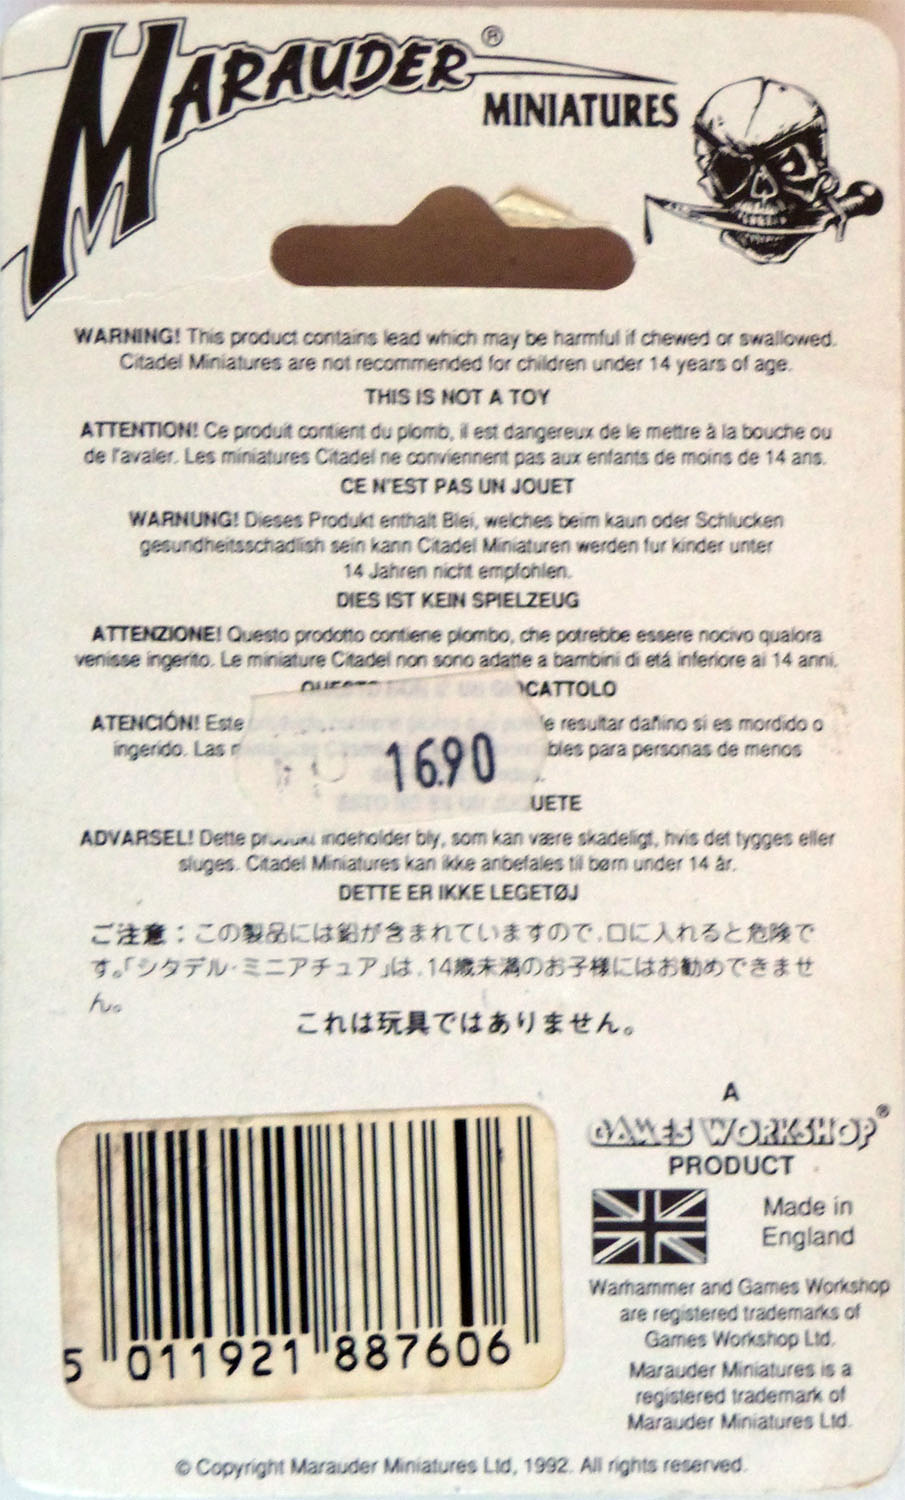 MARAUDER®
MINIATURES
WARNING! This product contains lead which may be harmful if chewed or swallowed.
Citadel Miniatures are not recommended for children under 14 years of age.
THIS IS NOT A TOY
ATTENTION! Ce produit contient du plomb, il est dangereux de le mettre à la bouche ou
de l'avaler. Les miniatures Citadel ne conviennent pas aux enfants de moins de 14 ans.
CE N'EST PAS UN JOUET
WARNUNG! Dieses Produkt enthalt Blei, welches beim kaun oder Schlucken
gesundheitsschadlish sein kann Citadel Miniaturen werden fur kinder unter
14 Jahren nicht empfohlen.
DIES IST KEIN SPIELZEUG
ATTENZIONE! Questo prodotto contiene plombo, che potrebbe essere nocivo qualora
venisse ingerito. Le miniature Citadel non sono adatte a bambini di etá inferiore ai 14 anni.
QUESTO NON E' UN GIOCATTOLO
ATENCIÓN! Este resultar dañino si es mordido o
ingerido. Las para personas de menos
16.90
ADVARSEL! Dette produkt indeholder bly, som kan være skadeligt, hvis det tygges eller
sluges. Citadel Miniatures kan ikke anbefales til børn under 14 år.
DETTE ER IKKE LEGETØJ
ご注意：この製品には鉛が含まれていますので、口に入れると危険で
す。「シタデル・ミニアチュア」は、14歳未満のお子様にはお勧めできませ
ん。
これは玩具ではありません。
A
GAMES WORKSHOP®
PRODUCT
Made in
England
Warhammer and Games Workshop
are registered trademarks of
Games Workshop Ltd.
Marauder Miniatures is a
registered trademark of
Marauder Miniatures Ltd.
5 011921 887606
© Copyright Marauder Miniatures Ltd, 1992. All rights reserved.